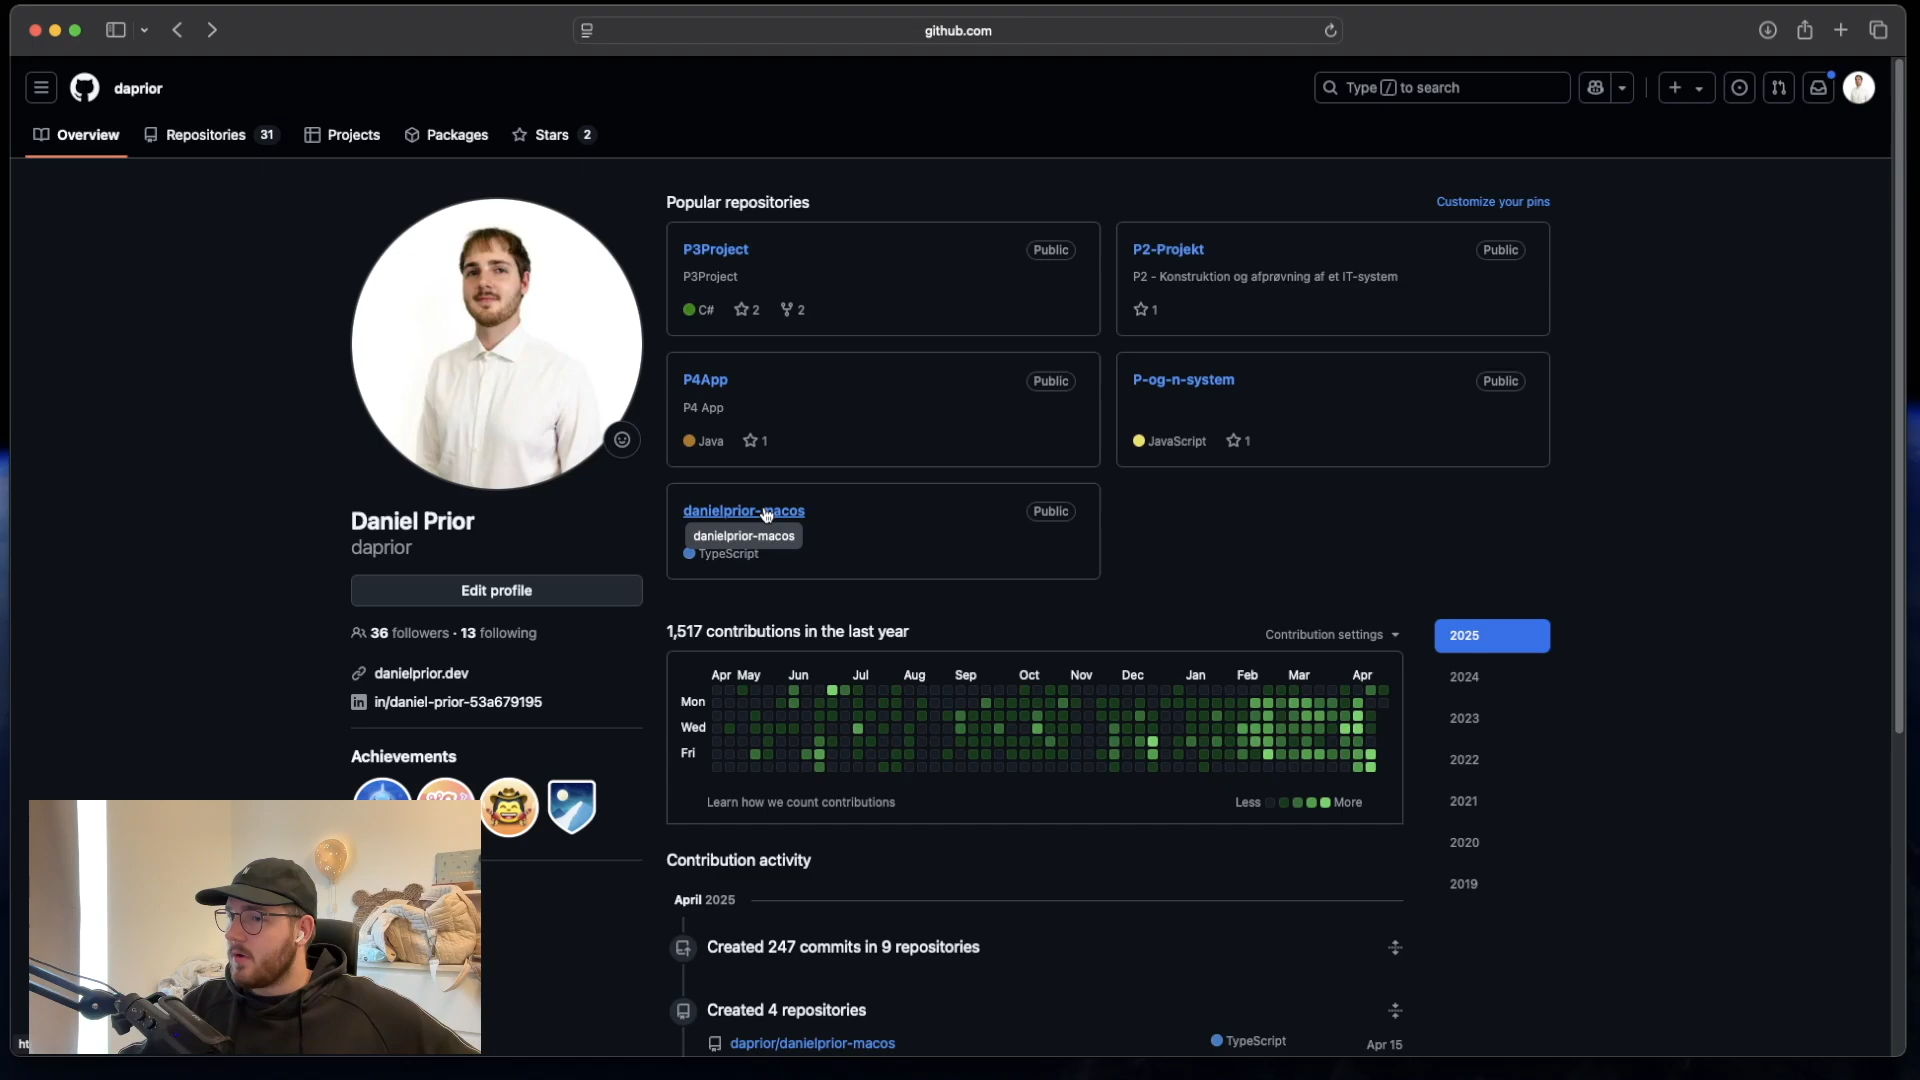 github.com
daprior
Type / to search
Overview
Repositories 31
Projects
Packages
Stars 2
Popular repositories
Customize your pins
P3Project
Public
P3Project
C# 2 2
P2-Projekt
Public
P2 - Konstruktion og afprøvning af et IT-system
1
P4App
Public
P4 App
Java 1
P-og-n-system
Public
JavaScript 1
danielprior-macos
Public
danielprior-macos
TypeScript
Daniel Prior
daprior
Edit profile
36 followers · 13 following
danielprior.dev
in/daniel-prior-53a679195
Achievements
1,517 contributions in the last year
Contribution settings
Apr May Jun Jul Aug Sep Oct Nov Dec Jan Feb Mar Apr
Mon
Wed
Fri
Learn how we count contributions
Less More
2025
2024
2023
2022
2021
2020
2019
Contribution activity
April 2025
Created 247 commits in 9 repositories
Created 4 repositories
daprior/danielprior-macos
TypeScript
Apr 15
ht